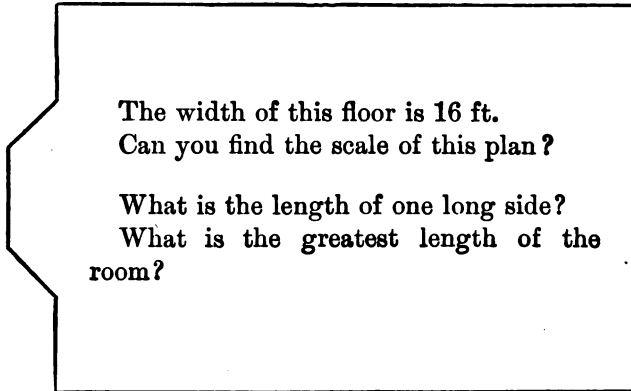 The width of this floor is 16 ft.
Can you find the scale of this plan?
What is the length of one long side?
What is the greatest length of the
room?